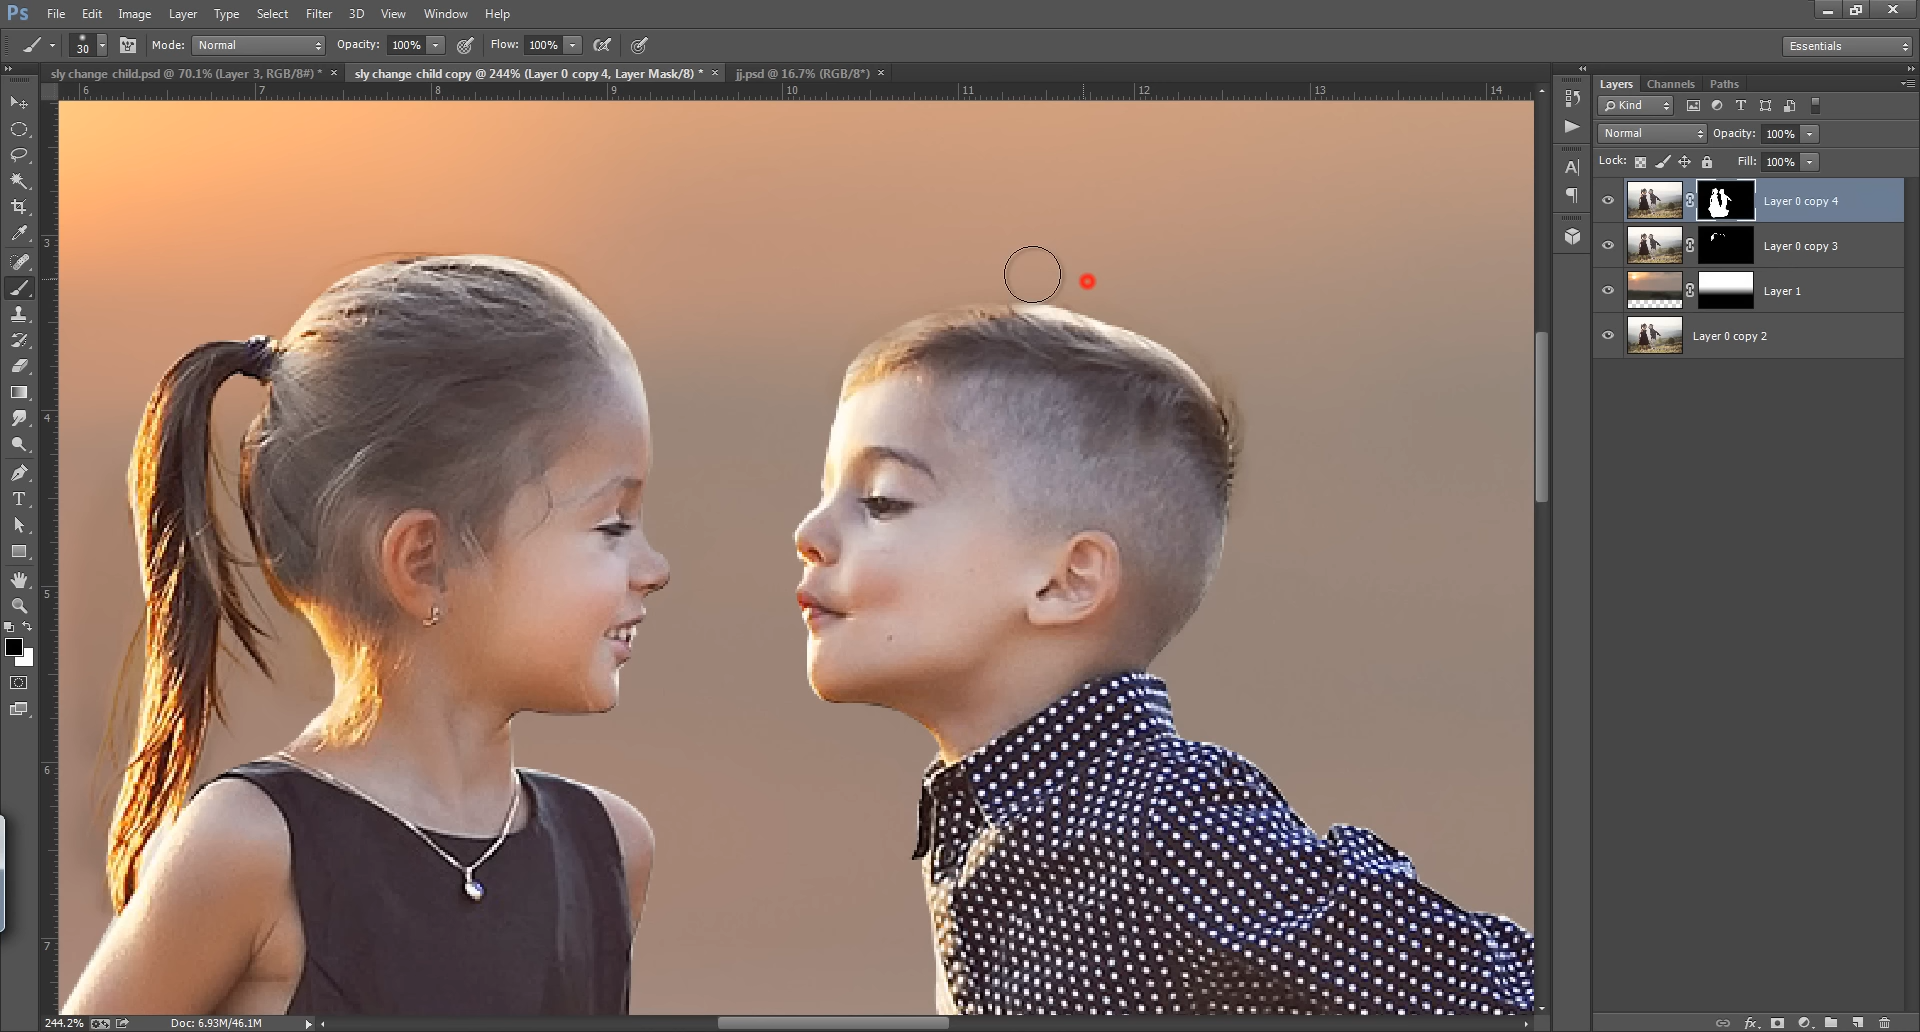 Ps File Edit Image Layer Type Select Filter 3D View Window Help
30 Mode: Normal Opacity: 100% Flow: 100% Essentials
sly change child.psd @ 70.1% (Layer 3, RGB/8#) * × sly change child copy @ 244% (Layer 0 copy 4, Layer Mask/8) * × jj.psd @ 16.7% (RGB/8*) ×
6 7 8 9 10 11 12 13 14
3
4
5
6
7
Layers Channels Paths
Kind
Normal Opacity: 100%
Lock: Fill: 100%
Layer 0 copy 4
Layer 0 copy 3
Layer 1
Layer 0 copy 2
244.2% Doc: 6.93M/46.1M
fx